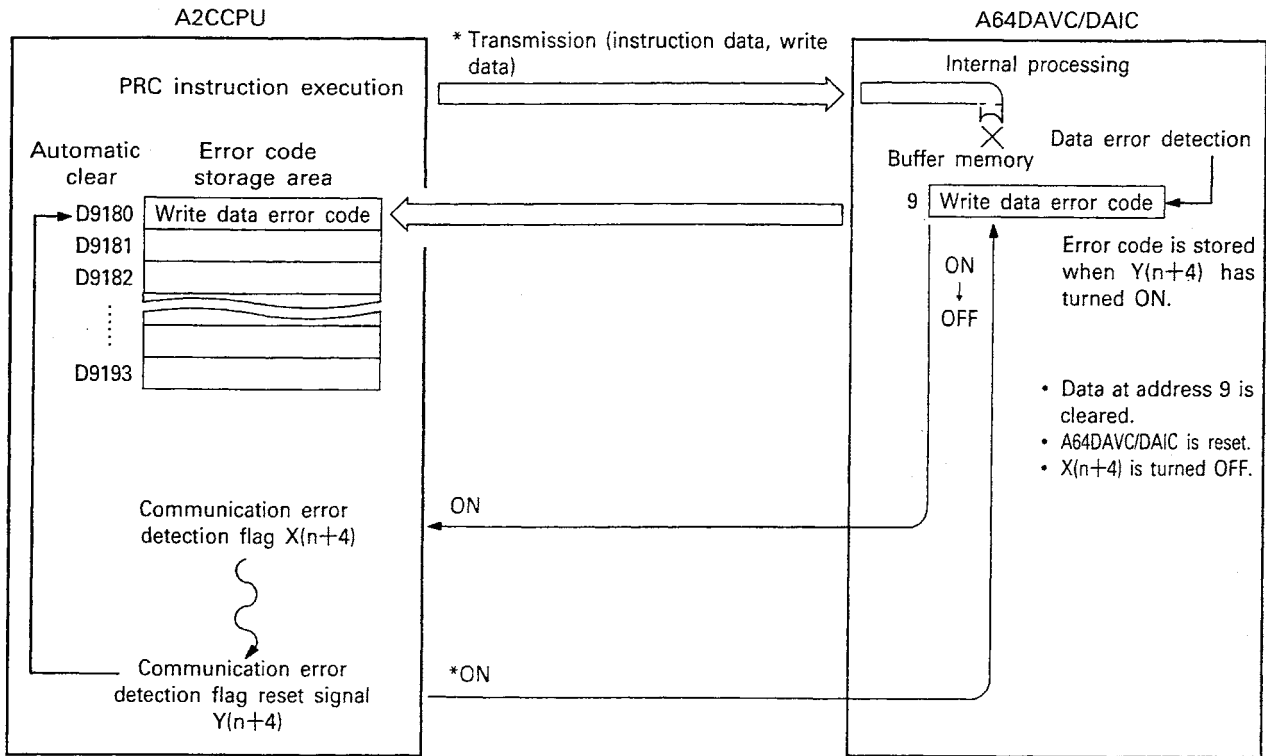 A2CCPU
PRC instruction execution
Automatic
clear
Error code
storage area
D9180
Write data error code
D9181
D9182
D9193
Communication error
detection flag X(n+4)
Communication error
detection flag reset signal
Y(n+4)
* Transmission (instruction data, write
data)
ON
*ON
A64DAVC/DAIC
Internal processing
Data error detection
Buffer memory
9
Write data error code
ON
OFF
Error code is stored
when Y(n+4) has
turned ON.
• Data at address 9 is
cleared.
• A64DAVC/DAIC is reset.
• X(n+4) is turned OFF.